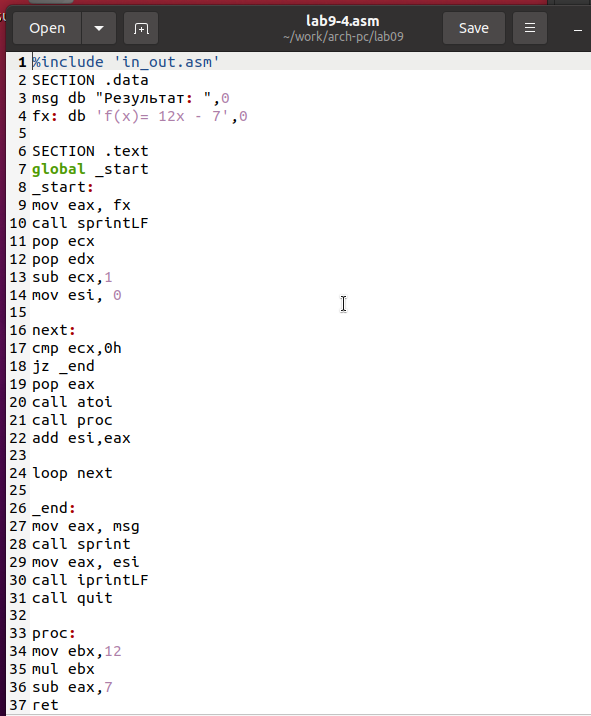 Open
lab9-4.asm
~/work/arch-pc/lab09
Save
1 %include 'in_out.asm'
2 SECTION .data
3 msg db "Результат: ",0
4 fx: db 'f(x)= 12x - 7',0
5
6 SECTION .text
7 global _start
8 _start:
9 mov eax, fx
10 call sprintLF
11 pop ecx
12 pop edx
13 sub ecx,1
14 mov esi, 0
15
16 next:
17 cmp ecx,0h
18 jz _end
19 pop eax
20 call atoi
21 call proc
22 add esi,eax
23
24 loop next
25
26 _end:
27 mov eax, msg
28 call sprint
29 mov eax, esi
30 call iprintLF
31 call quit
32
33 proc:
34 mov ebx,12
35 mul ebx
36 sub eax,7
37 ret